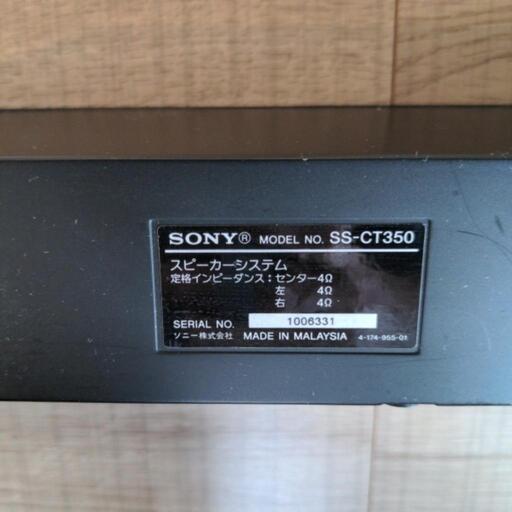 SONY® MODEL NO. SS-CT350
スピーカーシステム
定格インピーダンス：センター4Ω
左 4Ω
右 4Ω
SERIAL NO. 1006331
ソニー株式会社 MADE IN MALAYSIA 4-174-955-01